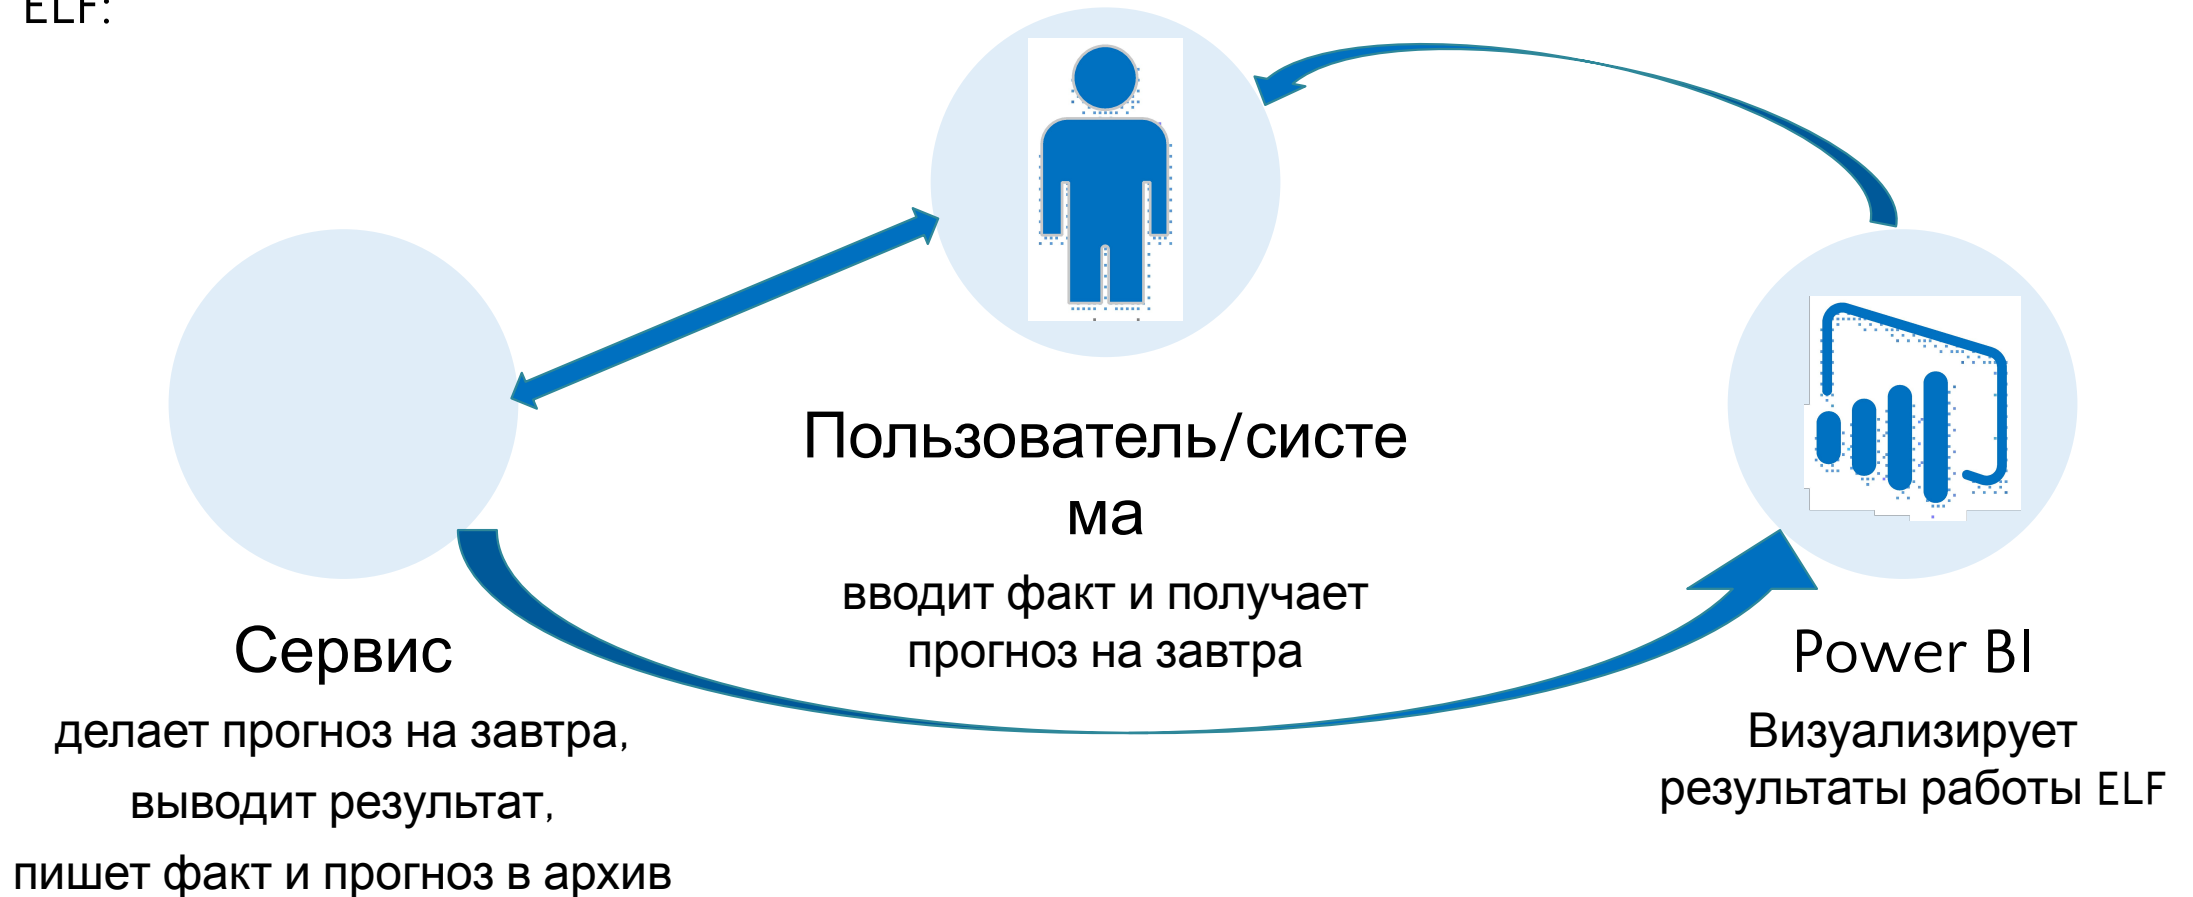 ELF:
Пользователь/систе
ма
вводит факт и получает
прогноз на завтра
Сервис
делает прогноз на завтра,
выводит результат,
пишет факт и прогноз в архив
Power BI
Визуализирует
результаты работы ELF